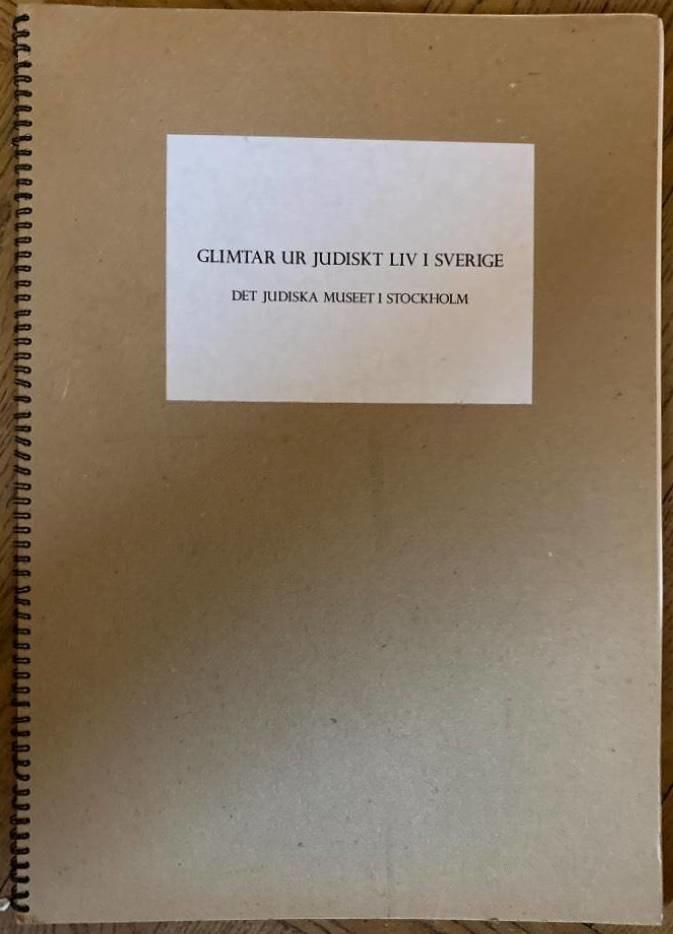 GLIMTAR UR JUDISKT LIV I SVERIGE
DET JUDISKA MUSEET I STOCKHOLM